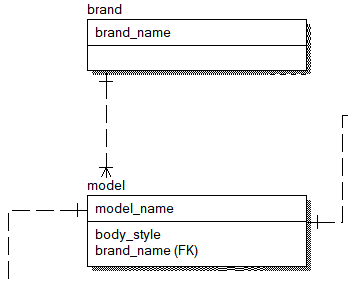 brand
brand_name
model
model_name
body_style
brand_name (FK)